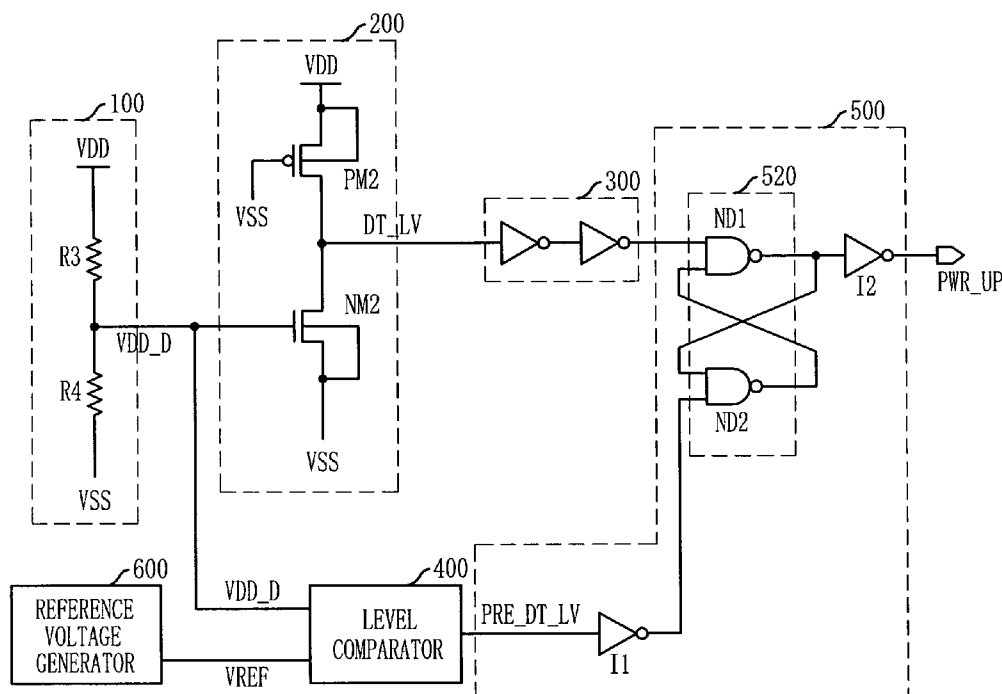 200
VDD
100
VDD
500
PM2
300
520
VSS
DT_LV
ND1
R3
NM2
I2
PWR_UP
VDD_D
R4
ND2
VSS
VSS
600
400
REFERENCE
VOLTAGE
GENERATOR
VDD_D
LEVEL
COMPARATOR
PRE_DT_LV
VREF
I1